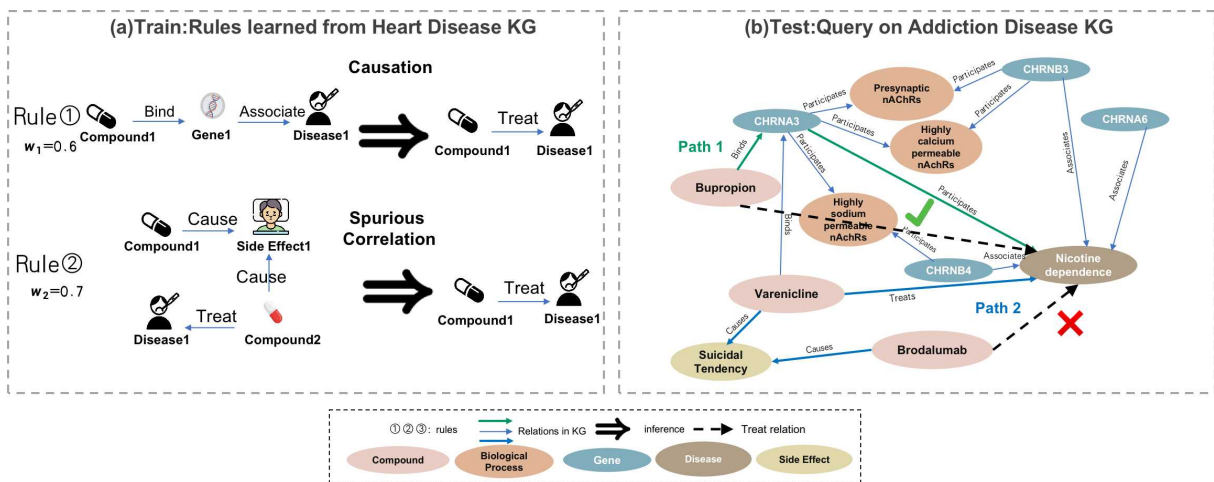 (a)Train:Rules learned from Heart Disease KG
Rule①
w₁=0.6
Compound1
Bind
Gene1
Associate
Disease1
Causation
Compound1
Treat
Disease1
Rule②
w₂=0.7
Compound1
Cause
Side Effect1
Cause
Disease1
Treat
Compound2
Spurious
Correlation
Compound1
Treat
Disease1
(b)Test:Query on Addiction Disease KG
CHRNB3
Participates
Presynaptic
nAChRs
Participates
Participates
CHRNA3
Participates
Highly
calcium
permeable
nAChRs
CHRNA6
Path 1
Binds
Participates
Associates
Associates
Bupropion
Participates
Highly
sodium
permeable
nAChRs
Binds
Participates
CHRNB4
Associates
Nicotine
dependence
Varenicline
Treats
Path 2
Causes
Suicidal
Tendency
Causes
Brodalumab
①②③: rules
Relations in KG
inference
Treat relation
Compound
Biological
Process
Gene
Disease
Side Effect